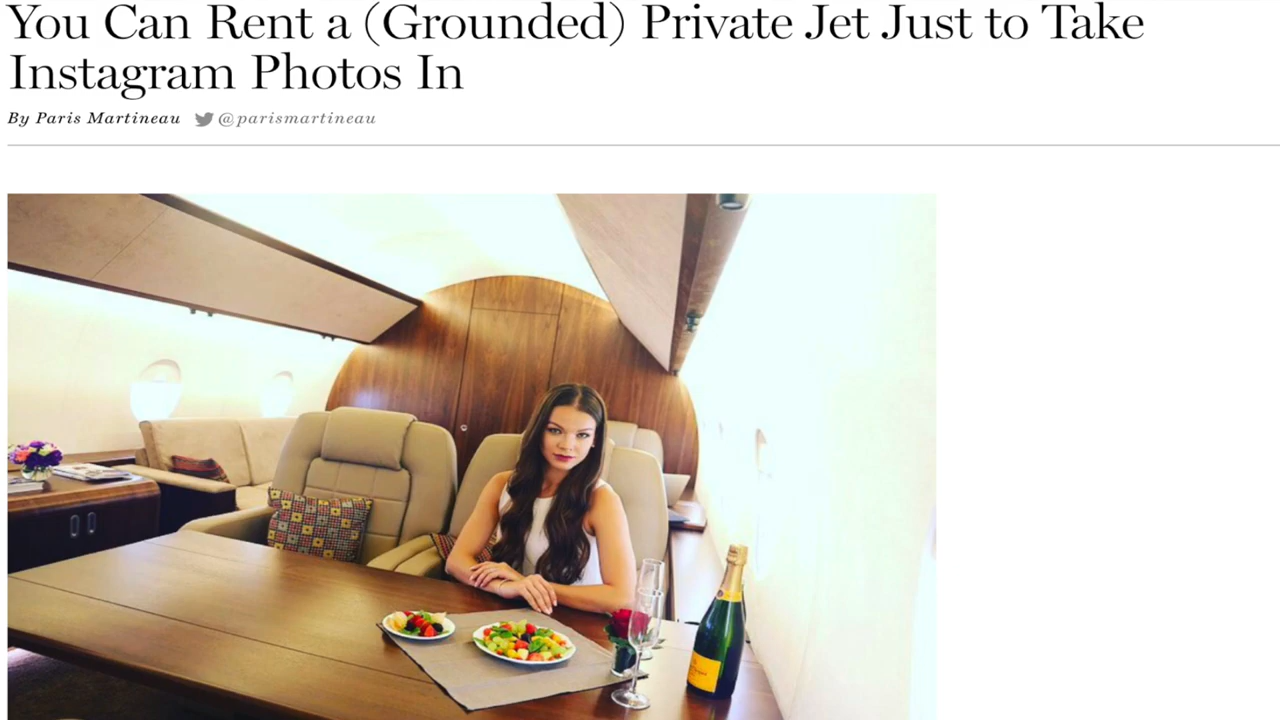 You Can Rent a (Grounded) Private Jet Just to Take
Instagram Photos In
By Paris Martineau @parismartineau